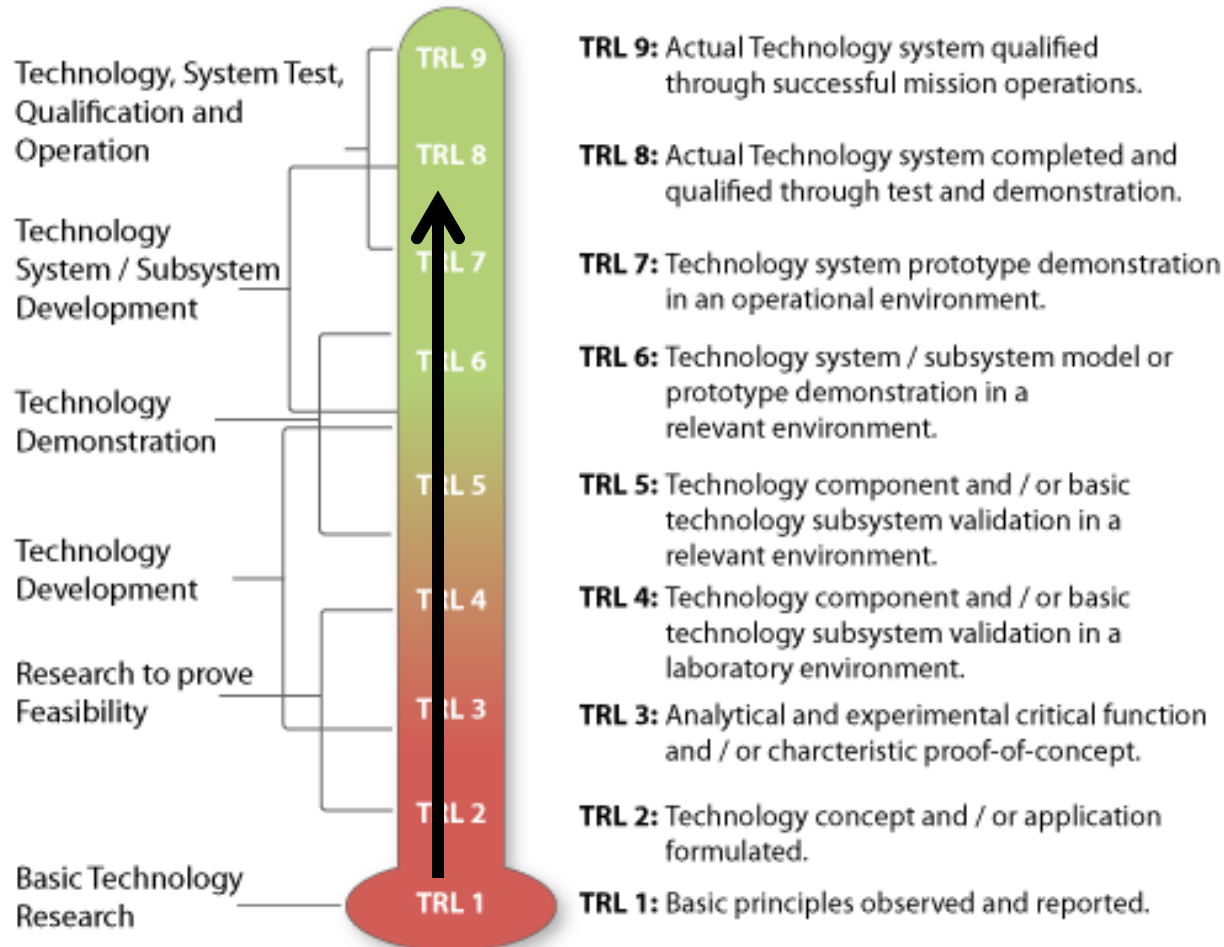 Technology, System Test,
Qualification and
Operation
Technology
System / Subsystem
Development
Technology
Demonstration
Technology
Development
Research to prove
Feasibility
Basic Technology
Research
TRL 9
TRL 8
TRL 7
TRL 6
TRL 5
TRL 4
TRL 3
TRL 2
TRL 1
TRL 9: Actual Technology system qualified
through successful mission operations.
TRL 8: Actual Technology system completed and
qualified through test and demonstration.
TRL 7: Technology system prototype demonstration
in an operational environment.
TRL 6: Technology system / subsystem model or
prototype demonstration in a
relevant environment.
TRL 5: Technology component and / or basic
technology subsystem validation in a
relevant environment.
TRL 4: Technology component and / or basic
technology subsystem validation in a
laboratory environment.
TRL 3: Analytical and experimental critical function
and / or charcteristic proof-of-concept.
TRL 2: Technology concept and / or application
formulated.
TRL 1: Basic principles observed and reported.